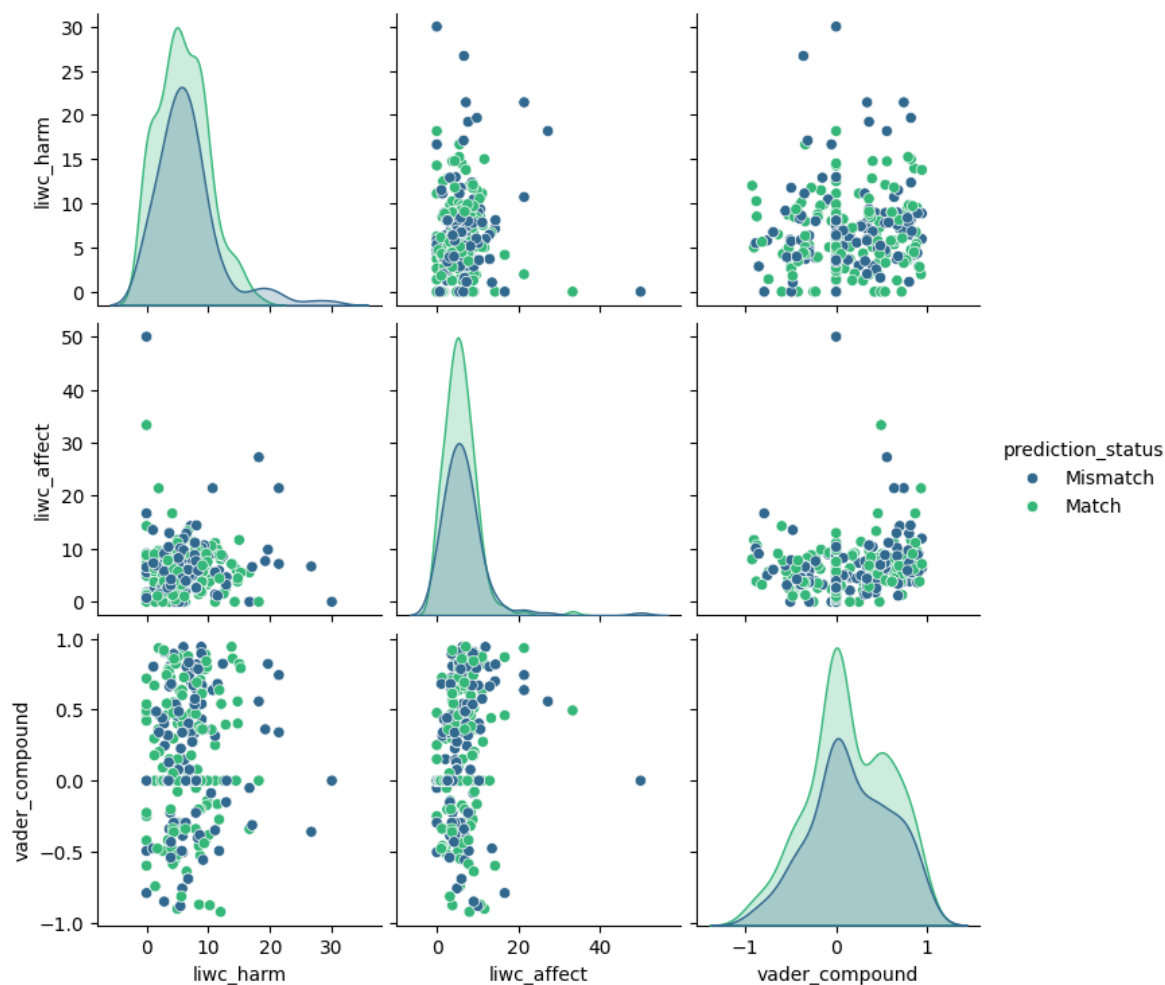 30
25
20
15
10
5
0
liwc_harm
50
40
30
20
10
0
liwc_affect
prediction_status
Mismatch
Match
1.0
0.5
0.0
−0.5
−1.0
vader_compound
0 10 20 30
0 20 40
−1 0 1
liwc_harm
liwc_affect
vader_compound